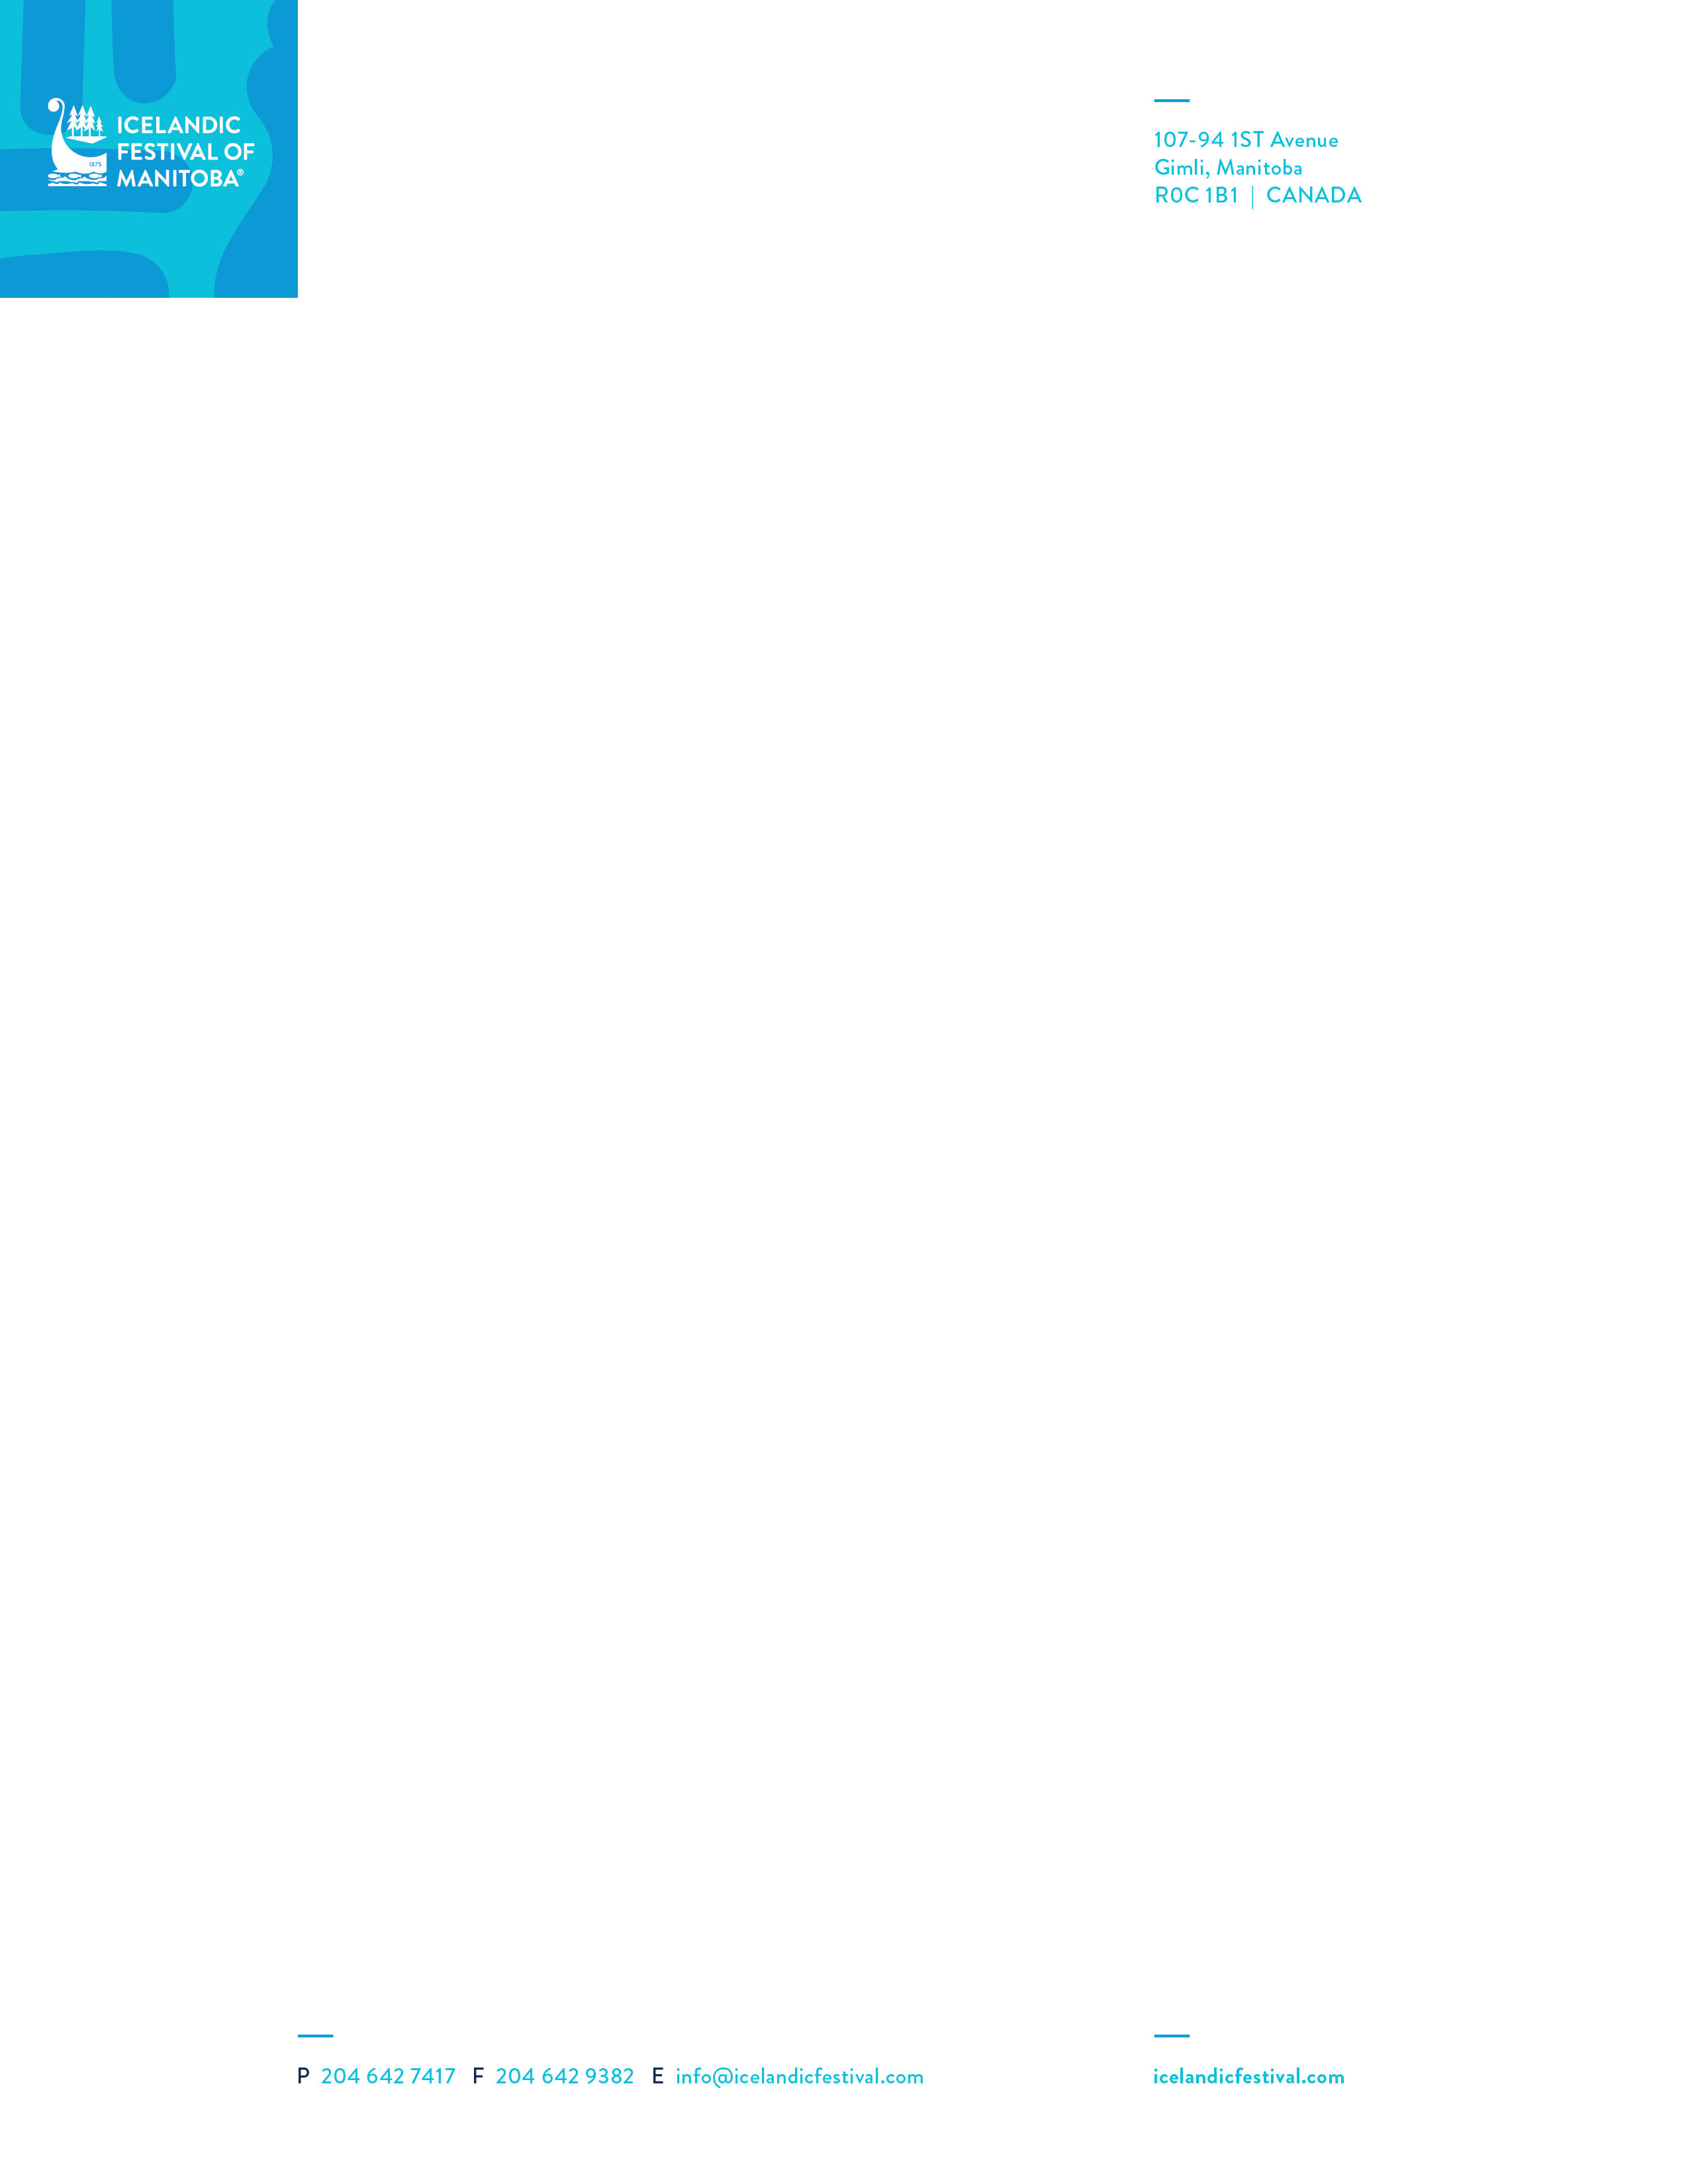 ICELANDIC
FESTIVAL OF
MANITOBA®
1875
107-94 1ST Avenue
Gimli, Manitoba
R0C 1B1 | CANADA
P 204 642 7417 F 204 642 9382 E info@icelandicfestival.com
icelandicfestival.com